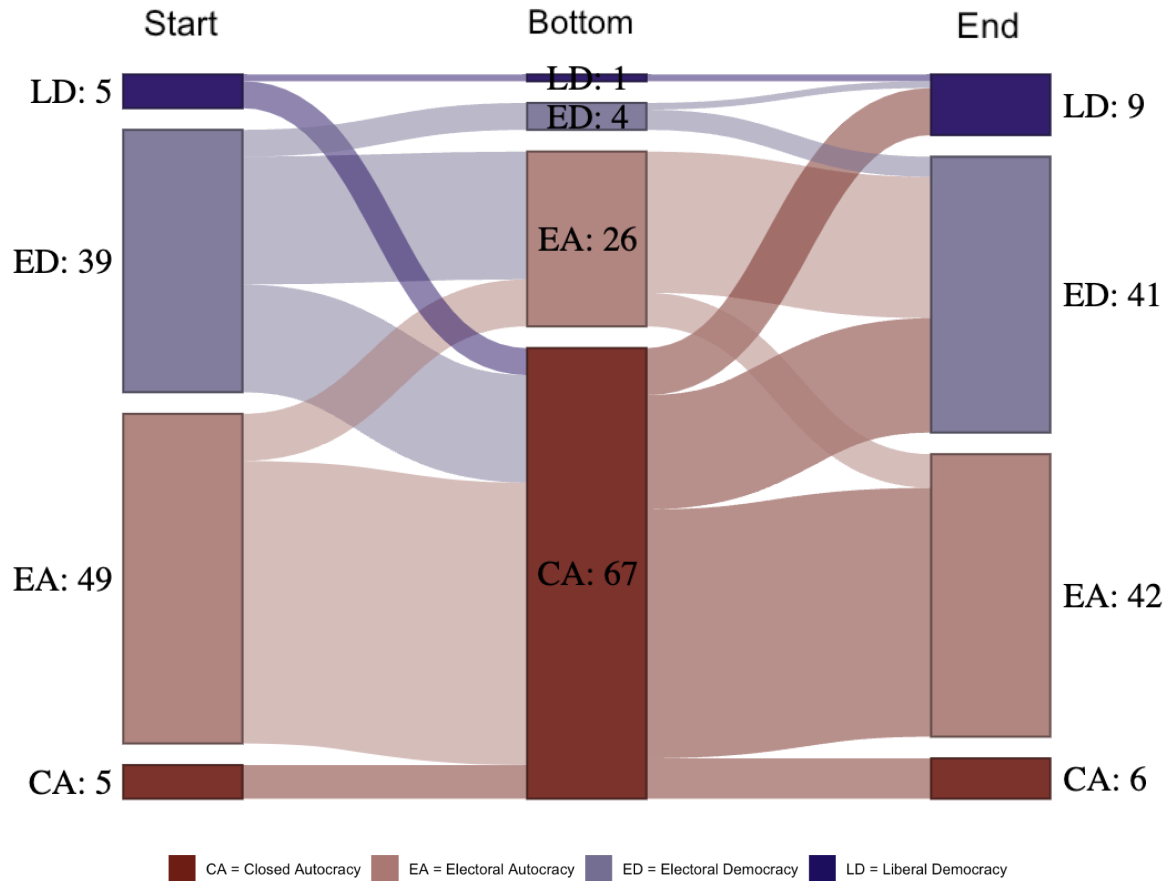 Start
Bottom
End
LD: 5
ED: 39
EA: 49
CA: 5
LD: 1
ED: 4
EA: 26
CA: 67
LD: 9
ED: 41
EA: 42
CA: 6
CA = Closed Autocracy
EA = Electoral Autocracy
ED = Electoral Democracy
LD = Liberal Democracy